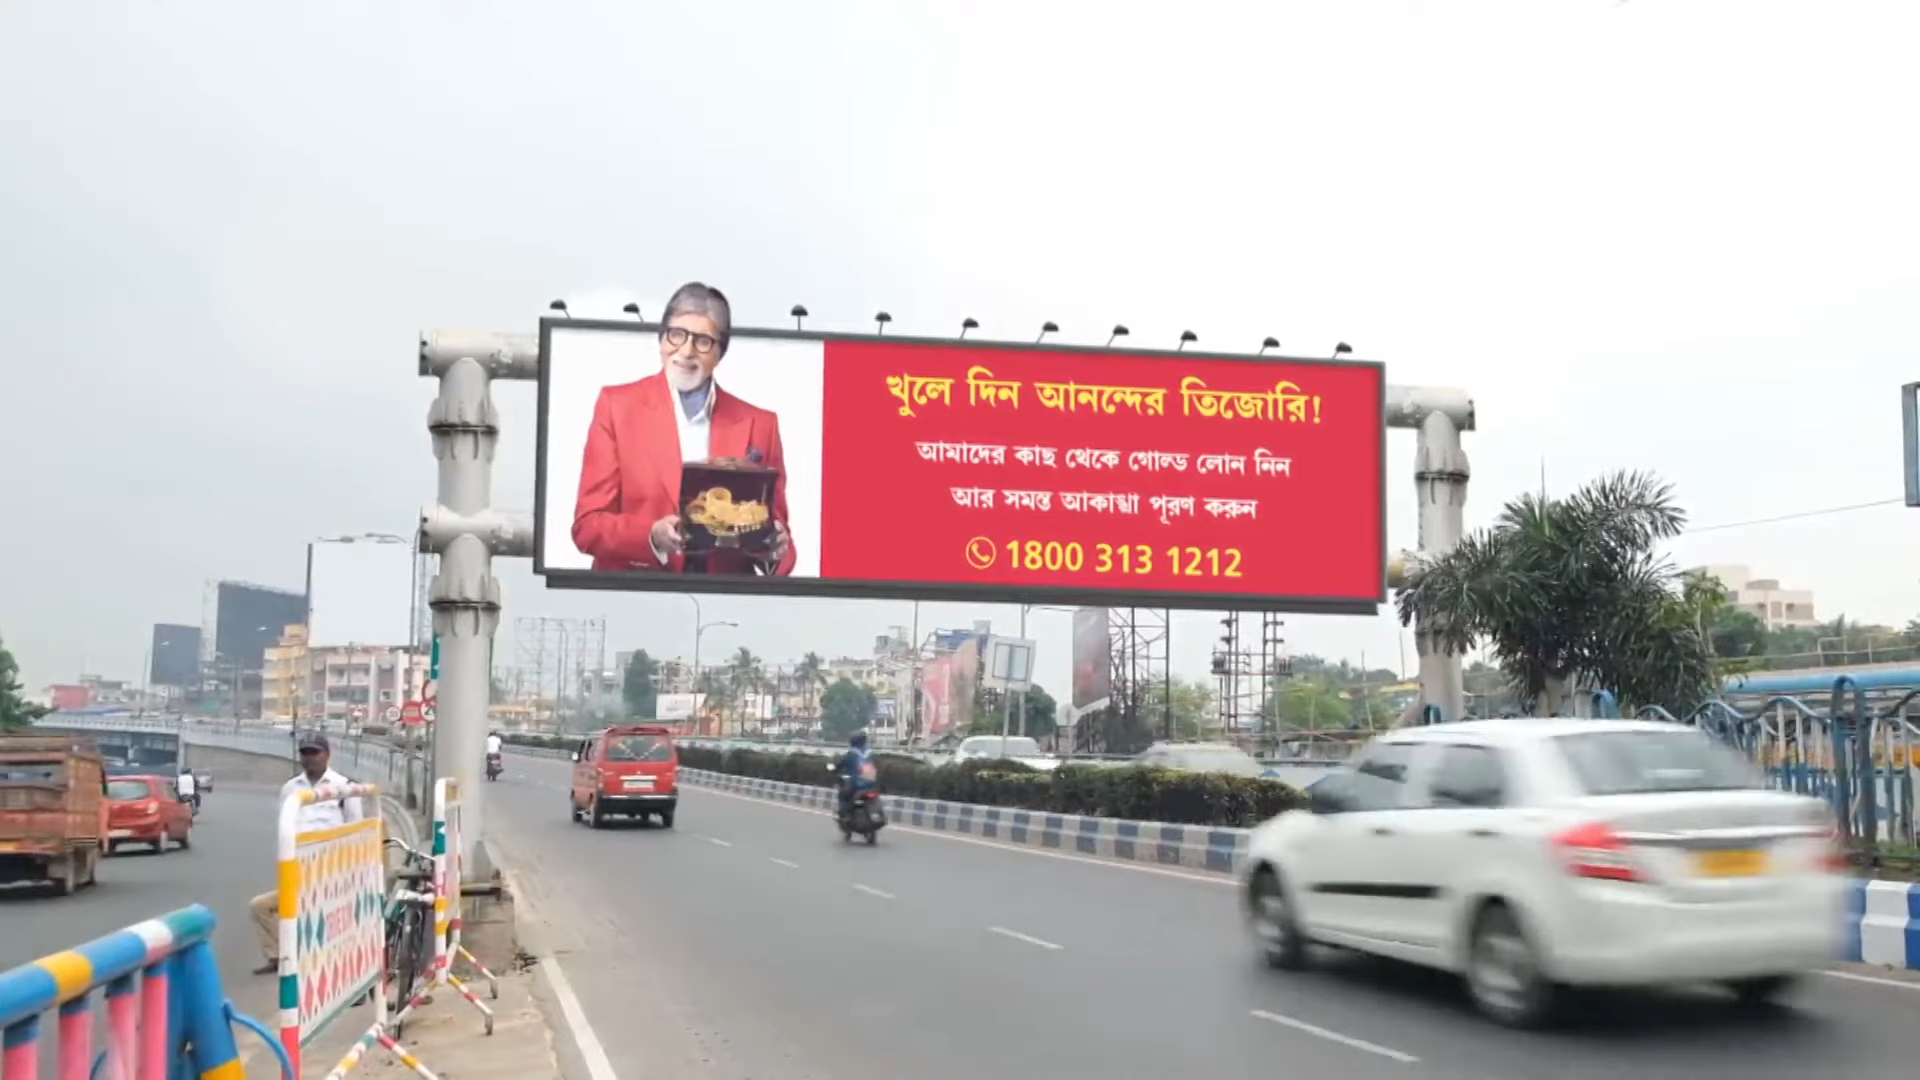 খুলে দিন আনন্দের তিজোরি!
আমাদের কাছ থেকে গোল্ড লোন নিন
আর সমস্ত আকাঙ্খা পূরণ করুন
1800 313 1212